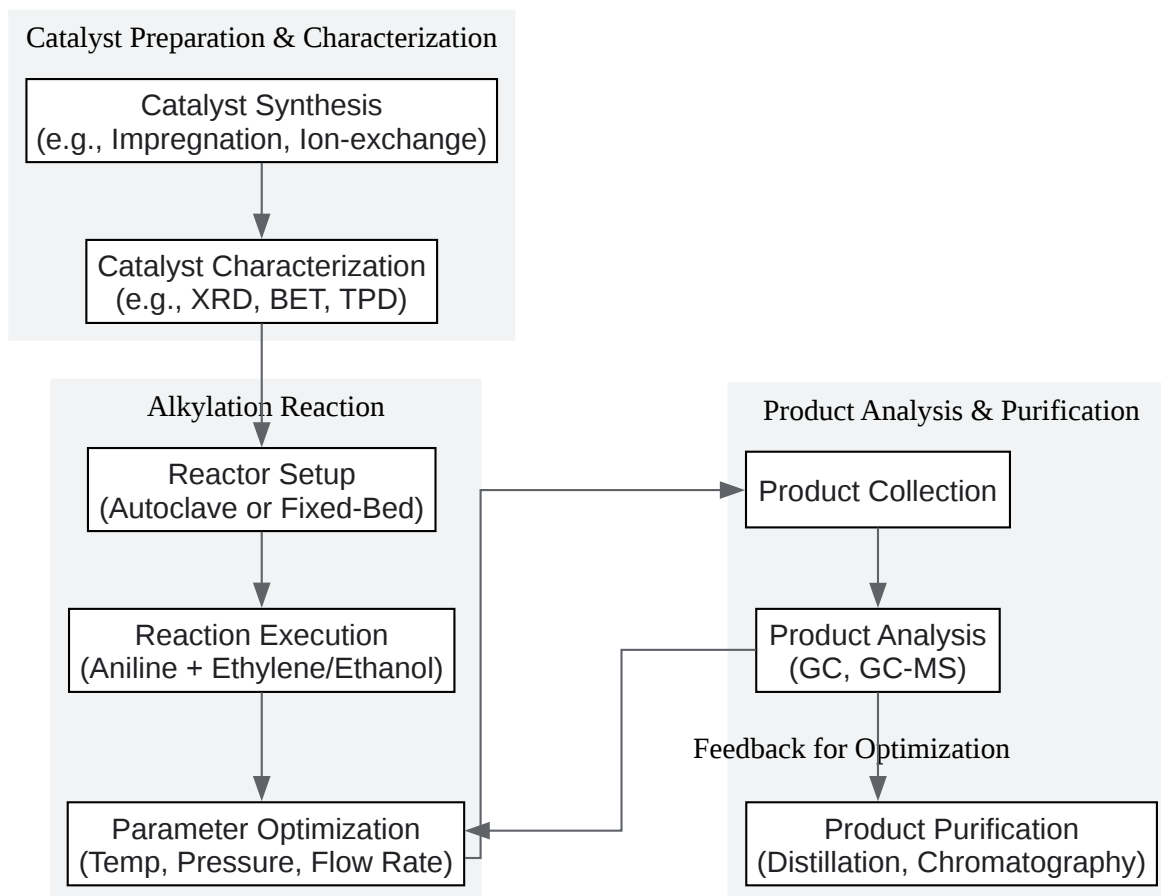 Catalyst Preparation & Characterization
Catalyst Synthesis
(e.g., Impregnation, Ion-exchange)
Catalyst Characterization
(e.g., XRD, BET, TPD)
Alkylation Reaction
Reactor Setup
(Autoclave or Fixed-Bed)
Reaction Execution
(Aniline + Ethylene/Ethanol)
Parameter Optimization
(Temp, Pressure, Flow Rate)
Product Analysis & Purification
Product Collection
Product Analysis
(GC, GC-MS)
Feedback for Optimization
Product Purification
(Distillation, Chromatography)